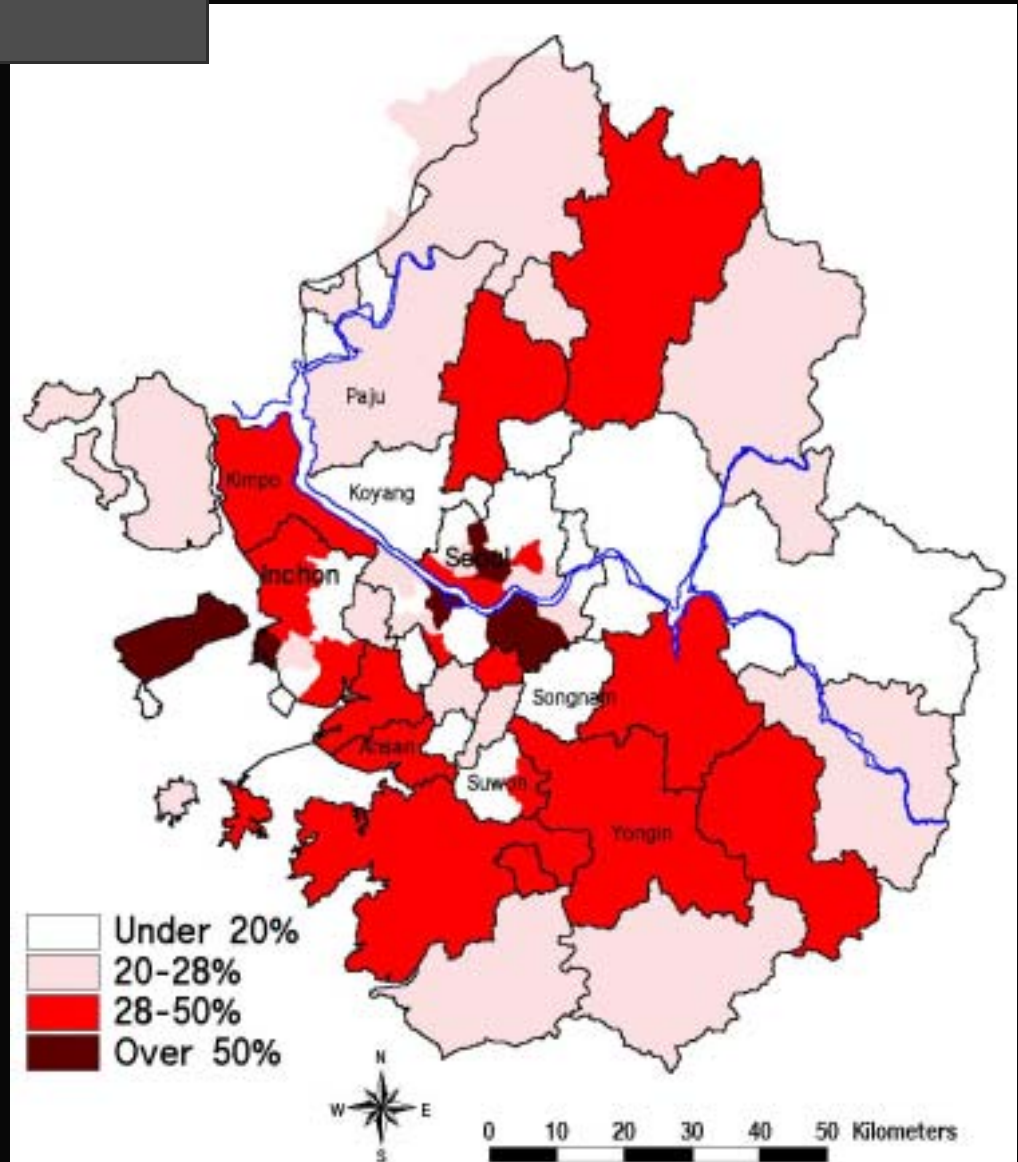 Paju
Kimpo
Koyang
Seoul
Inchon
Songnam
Ansan
Suwon
Yongin
Under 20%
20-28%
28-50%
Over 50%
N
W E
S
0 10 20 30 40 50 Kilometers